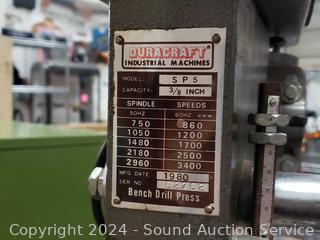 DURACRAFT
INDUSTRIAL MACHINES
MODEL: SP5
CAPACITY: 3/8 INCH
SPINDLE SPEEDS
50HZ 60HZ R.P.M.
750 860
1050 1200
1480 1700
2180 2500
2960 3400
MFG DATE 1980
SER NO
Bench Drill Press
Copyright 2024 - Sound Auction Service